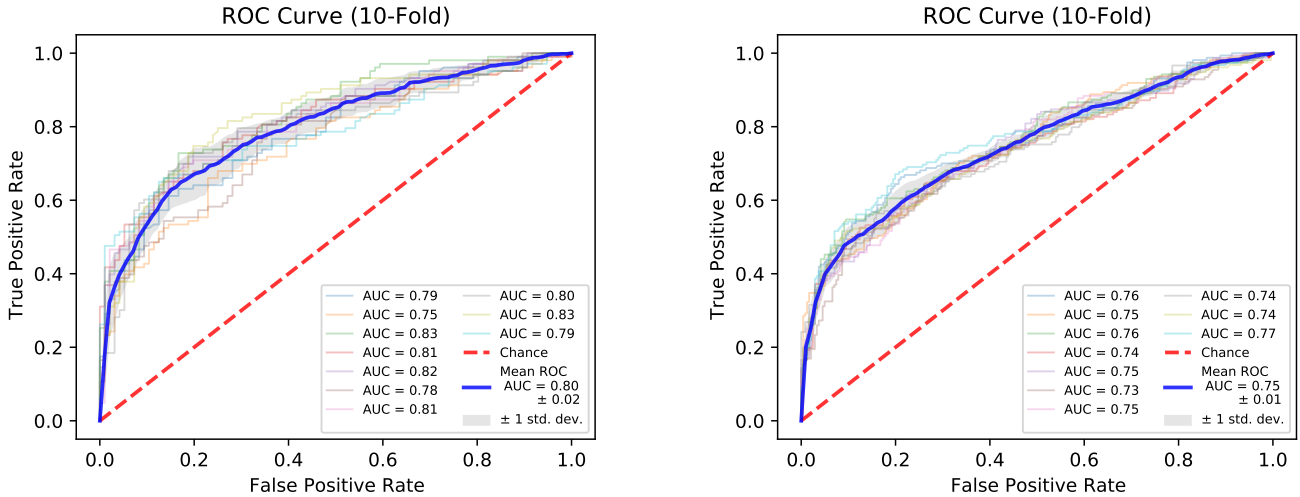 ROC Curve (10-Fold)
1.0
0.8
0.6
0.4
0.2
0.0
True Positive Rate
0.0 0.2 0.4 0.6 0.8 1.0
False Positive Rate
AUC = 0.79
AUC = 0.75
AUC = 0.83
AUC = 0.81
AUC = 0.82
AUC = 0.78
AUC = 0.81
AUC = 0.80
AUC = 0.83
AUC = 0.79
Chance
Mean ROC
AUC = 0.80
± 0.02
± 1 std. dev.
ROC Curve (10-Fold)
1.0
0.8
0.6
0.4
0.2
0.0
True Positive Rate
0.0 0.2 0.4 0.6 0.8 1.0
False Positive Rate
AUC = 0.76
AUC = 0.75
AUC = 0.76
AUC = 0.74
AUC = 0.75
AUC = 0.73
AUC = 0.75
AUC = 0.74
AUC = 0.74
AUC = 0.77
Chance
Mean ROC
AUC = 0.75
± 0.01
± 1 std. dev.